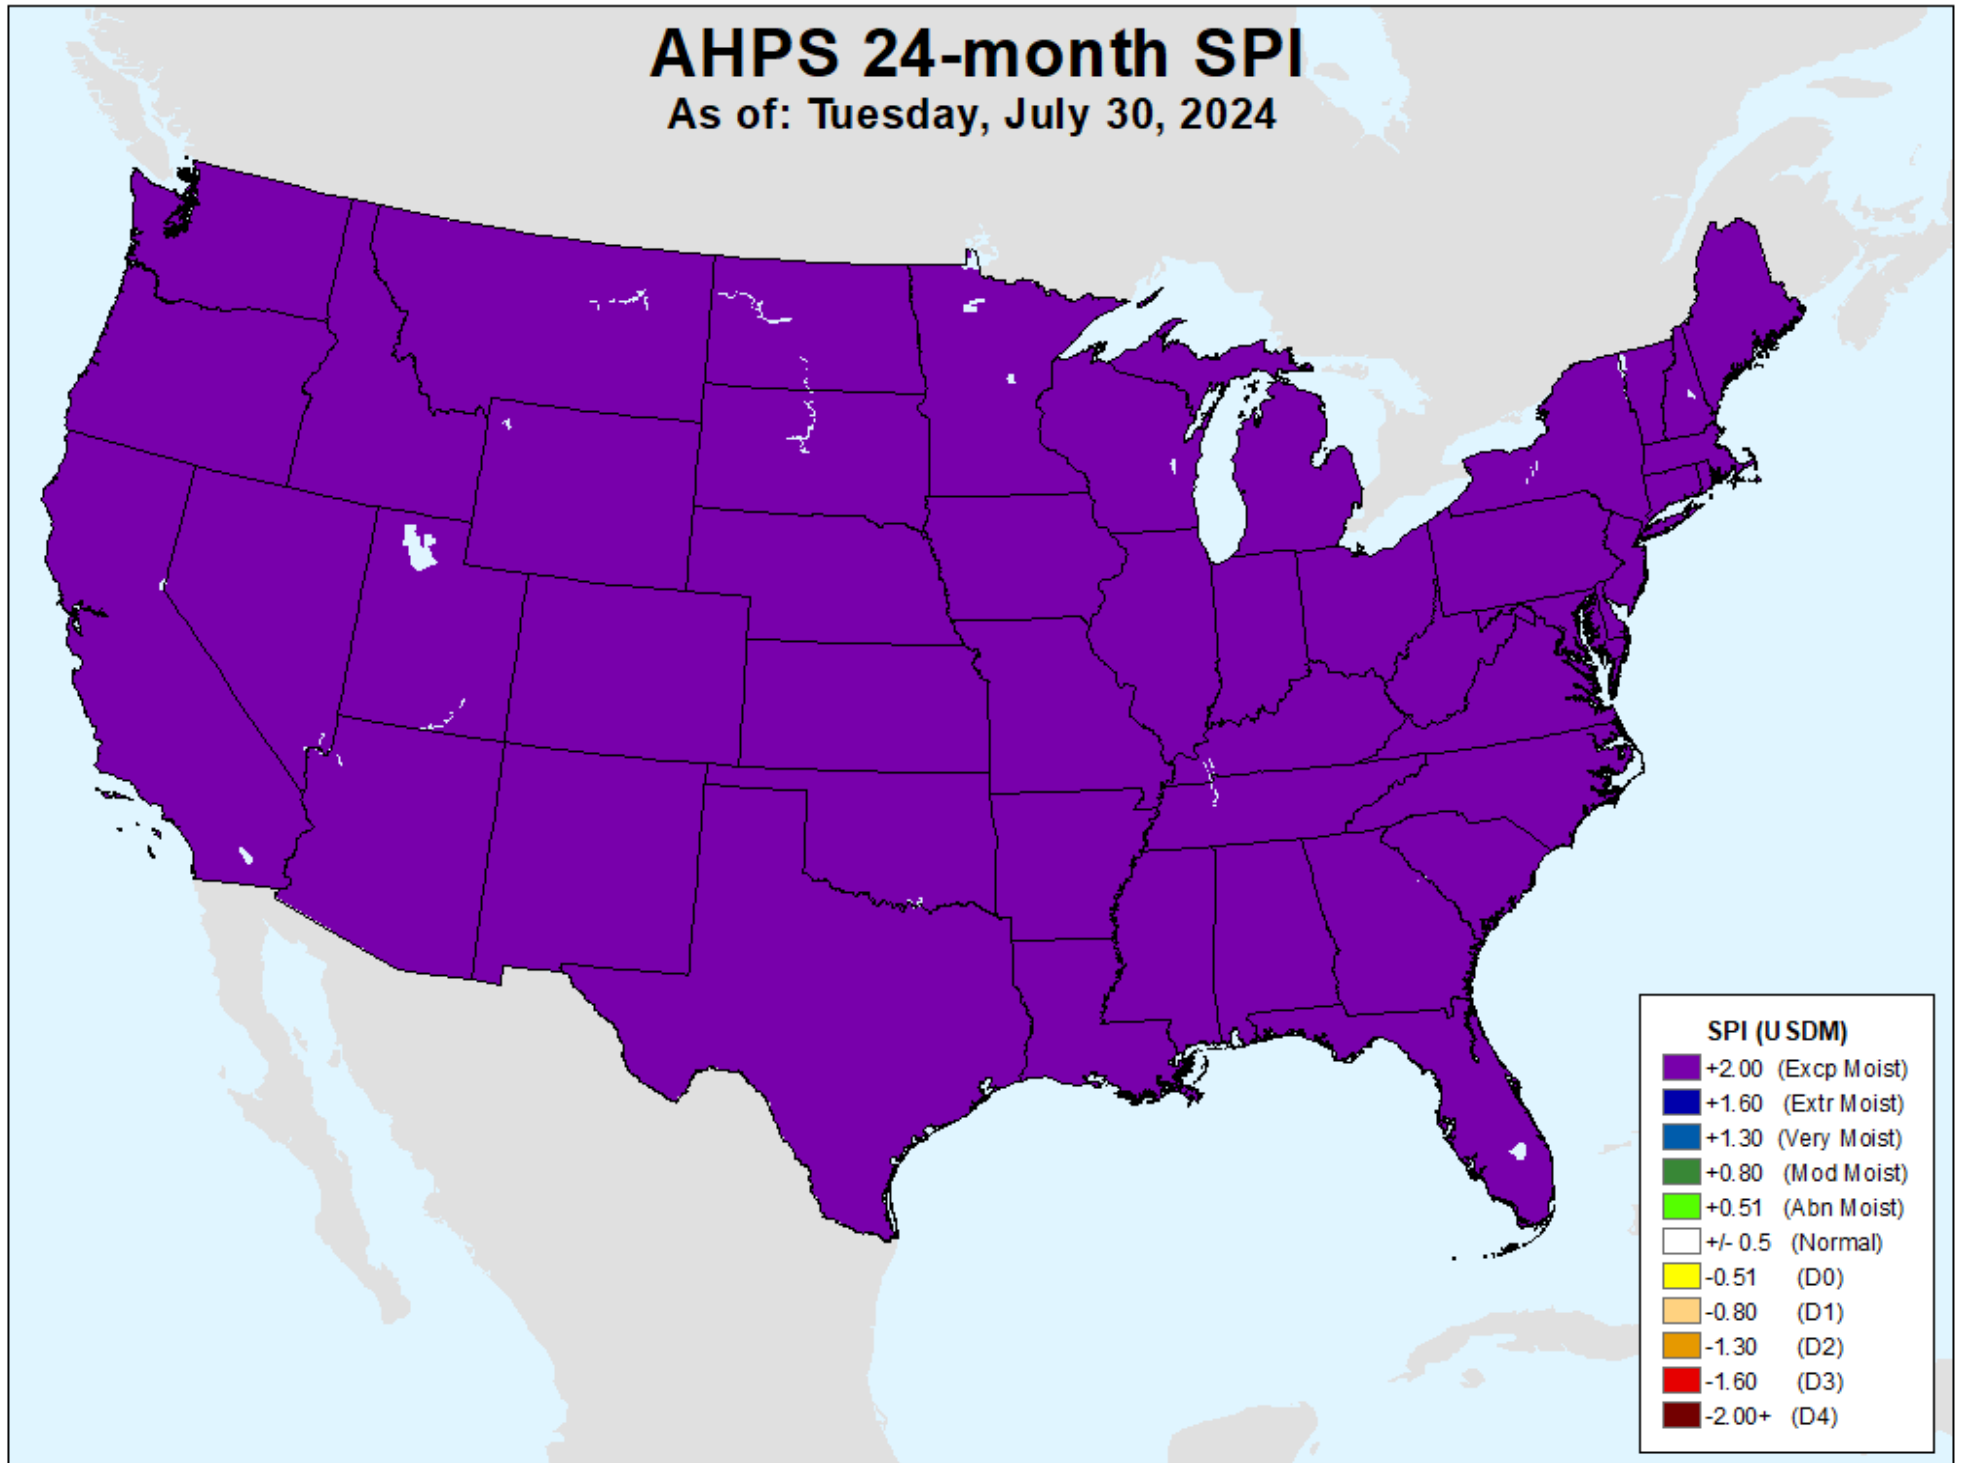 AHPS 24-month SPI
As of: Tuesday, July 30, 2024
SPI (USDM)
+2.00 (Excp Moist)
+1.60 (Extr Moist)
+1.30 (Very Moist)
+0.80 (Mod Moist)
+0.51 (Abn Moist)
+/- 0.5 (Normal)
-0.51 (D0)
-0.80 (D1)
-1.30 (D2)
-1.60 (D3)
-2.00+ (D4)